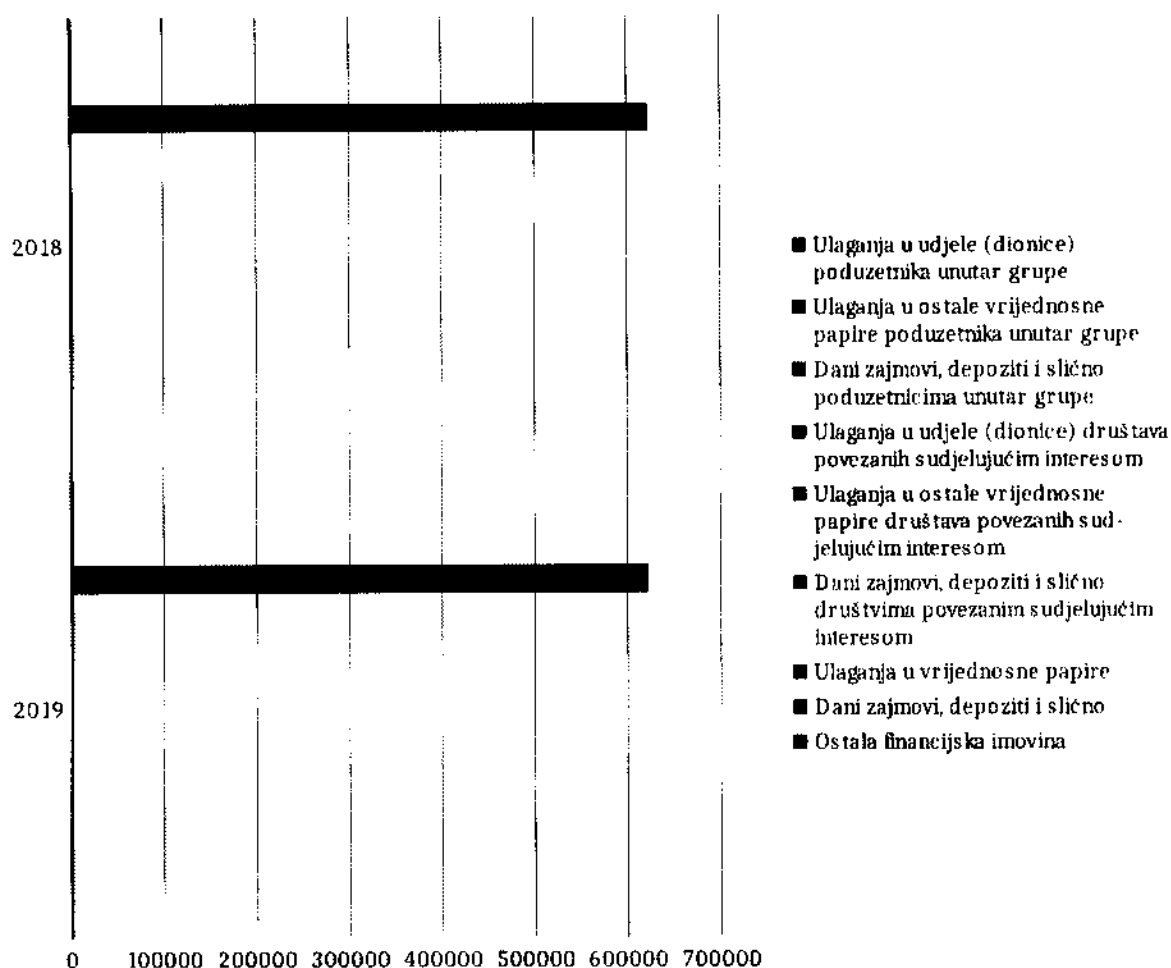 2018
2019
0 100000 200000 300000 400000 500000 600000 700000
■ Ulaganja u udjele (dionice)
poduzetnika unutar grupe
■ Ulaganja u ostale vrijednosne
papire poduzetnika unutar grupe
■ Dani zajmovi, depoziti i slično
poduzetnicima unutar grupe
■ Ulaganja u udjele (dionice) društava
povezanih sudjelujućim interesom
■ Ulaganja u ostale vrijednosne
papire društava povezanih sud-
jelujućim interesom
■ Dani zajmovi, depoziti i slično
društvima povezanim sudjelujućim
interesom
■ Ulaganja u vrijednosne papire
■ Dani zajmovi, depoziti i slično
■ Ostala financijska imovina